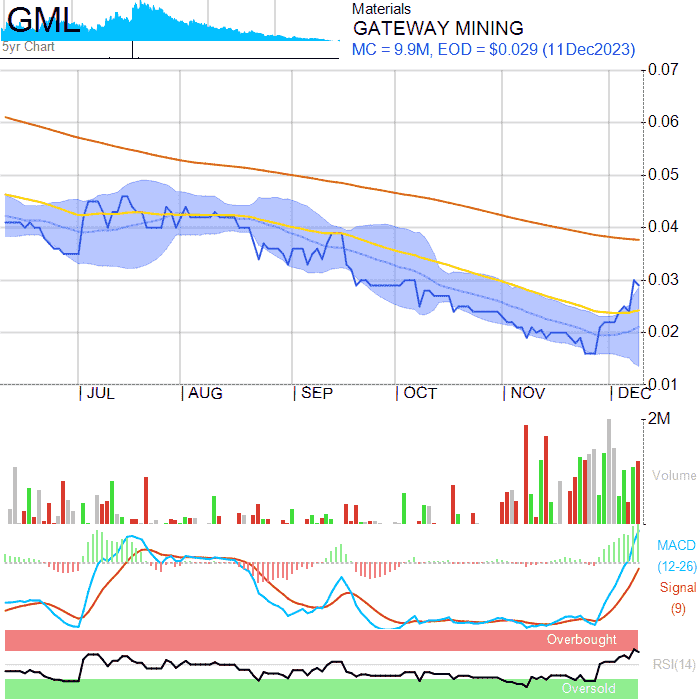 GML
5yr Chart
Materials
GATEWAY MINING
MC = 9.9M, EOD = $0.029 (11Dec2023)
0.07
0.06
0.05
0.04
0.03
0.02
0.01
JUL AUG SEP OCT NOV DEC
2M
Volume
MACD
(12-26)
Signal
(9)
Overbought
RSI(14)
Oversold